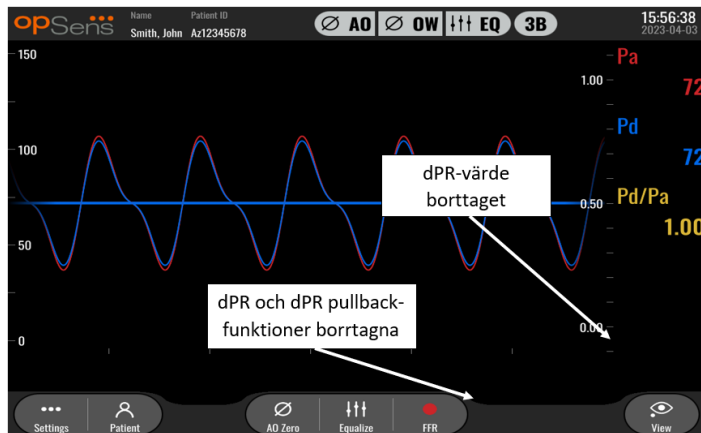 opSens
Name
Patient ID
Smith, John
Az12345678
AO
OW
EQ
3B
15:56:38
2023-04-03
150
100
50
0
1.00
0.50
0.00
Pa
72
Pd
72
Pd/Pa
1.00
dPR-värde
borttaget
dPR och dPR pullback-
funktioner borrtagna
Settings
Patient
AO Zero
Equalize
FFR
View